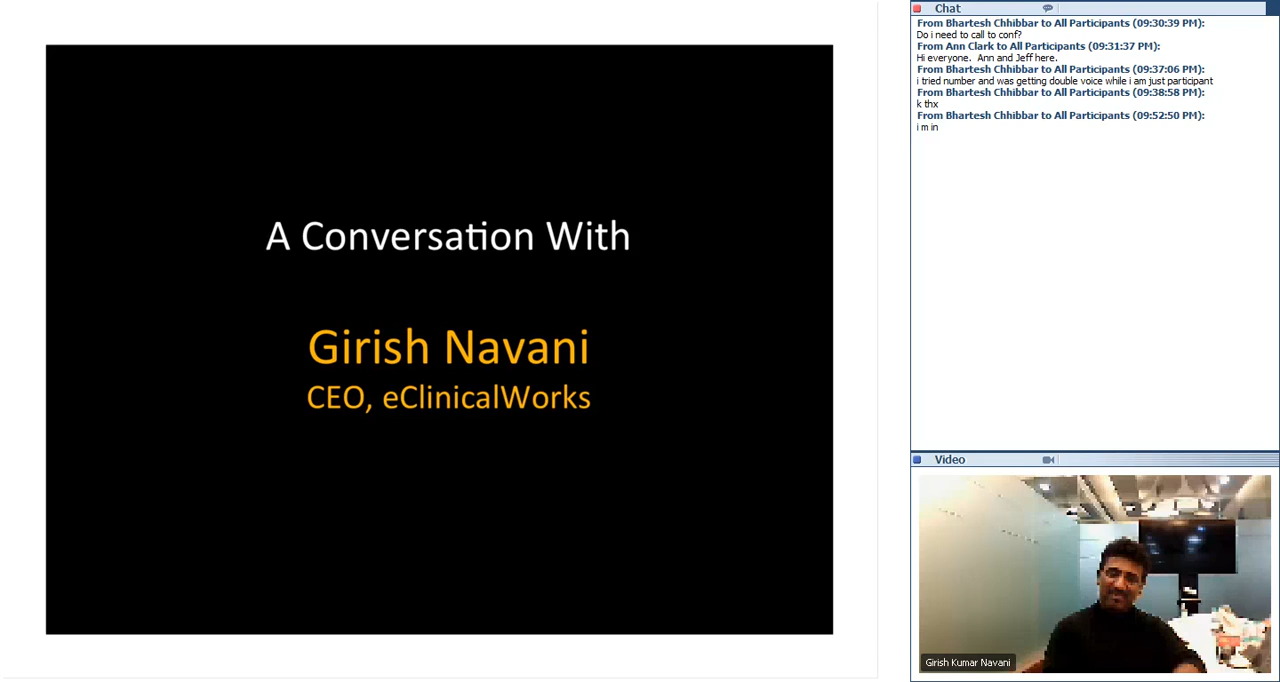 A Conversation With
Girish Navani
CEO, eClinicalWorks
Chat
From Bhartesh Chhibbar to All Participants (09:30:39 PM):
Do i need to call to conf?
From Ann Clark to All Participants (09:31:37 PM):
Hi everyone.  Ann and Jeff here.
From Bhartesh Chhibbar to All Participants (09:37:06 PM):
i tried number and was getting double voice while i am just participant
From Bhartesh Chhibbar to All Participants (09:38:58 PM):
k thx
From Bhartesh Chhibbar to All Participants (09:52:50 PM):
i m in
Video
Girish Kumar Navani